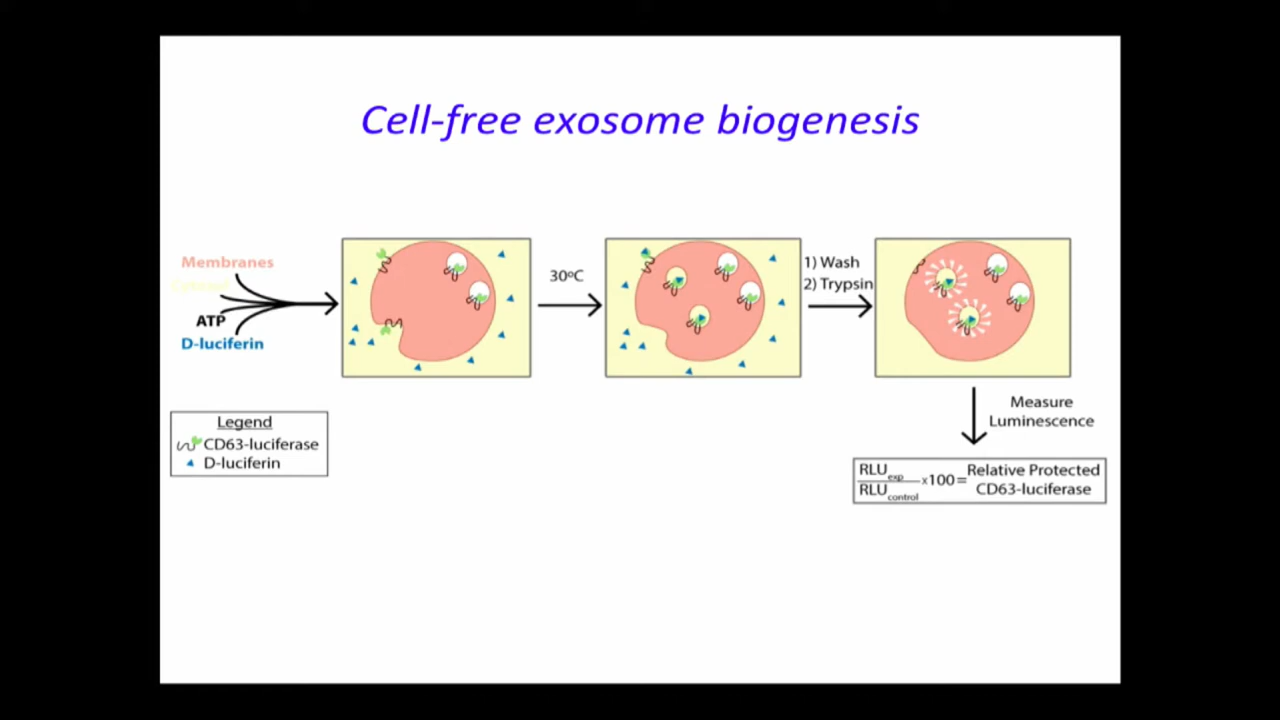 Cell-free exosome biogenesis
Membranes
Cytosol
ATP
D-luciferin
30ºC
1) Wash
2) Trypsin
Measure
Luminescence
Legend
CD63-luciferase
D-luciferin
RLUexp
RLUcontrol
x100=
Relative Protected
CD63-luciferase